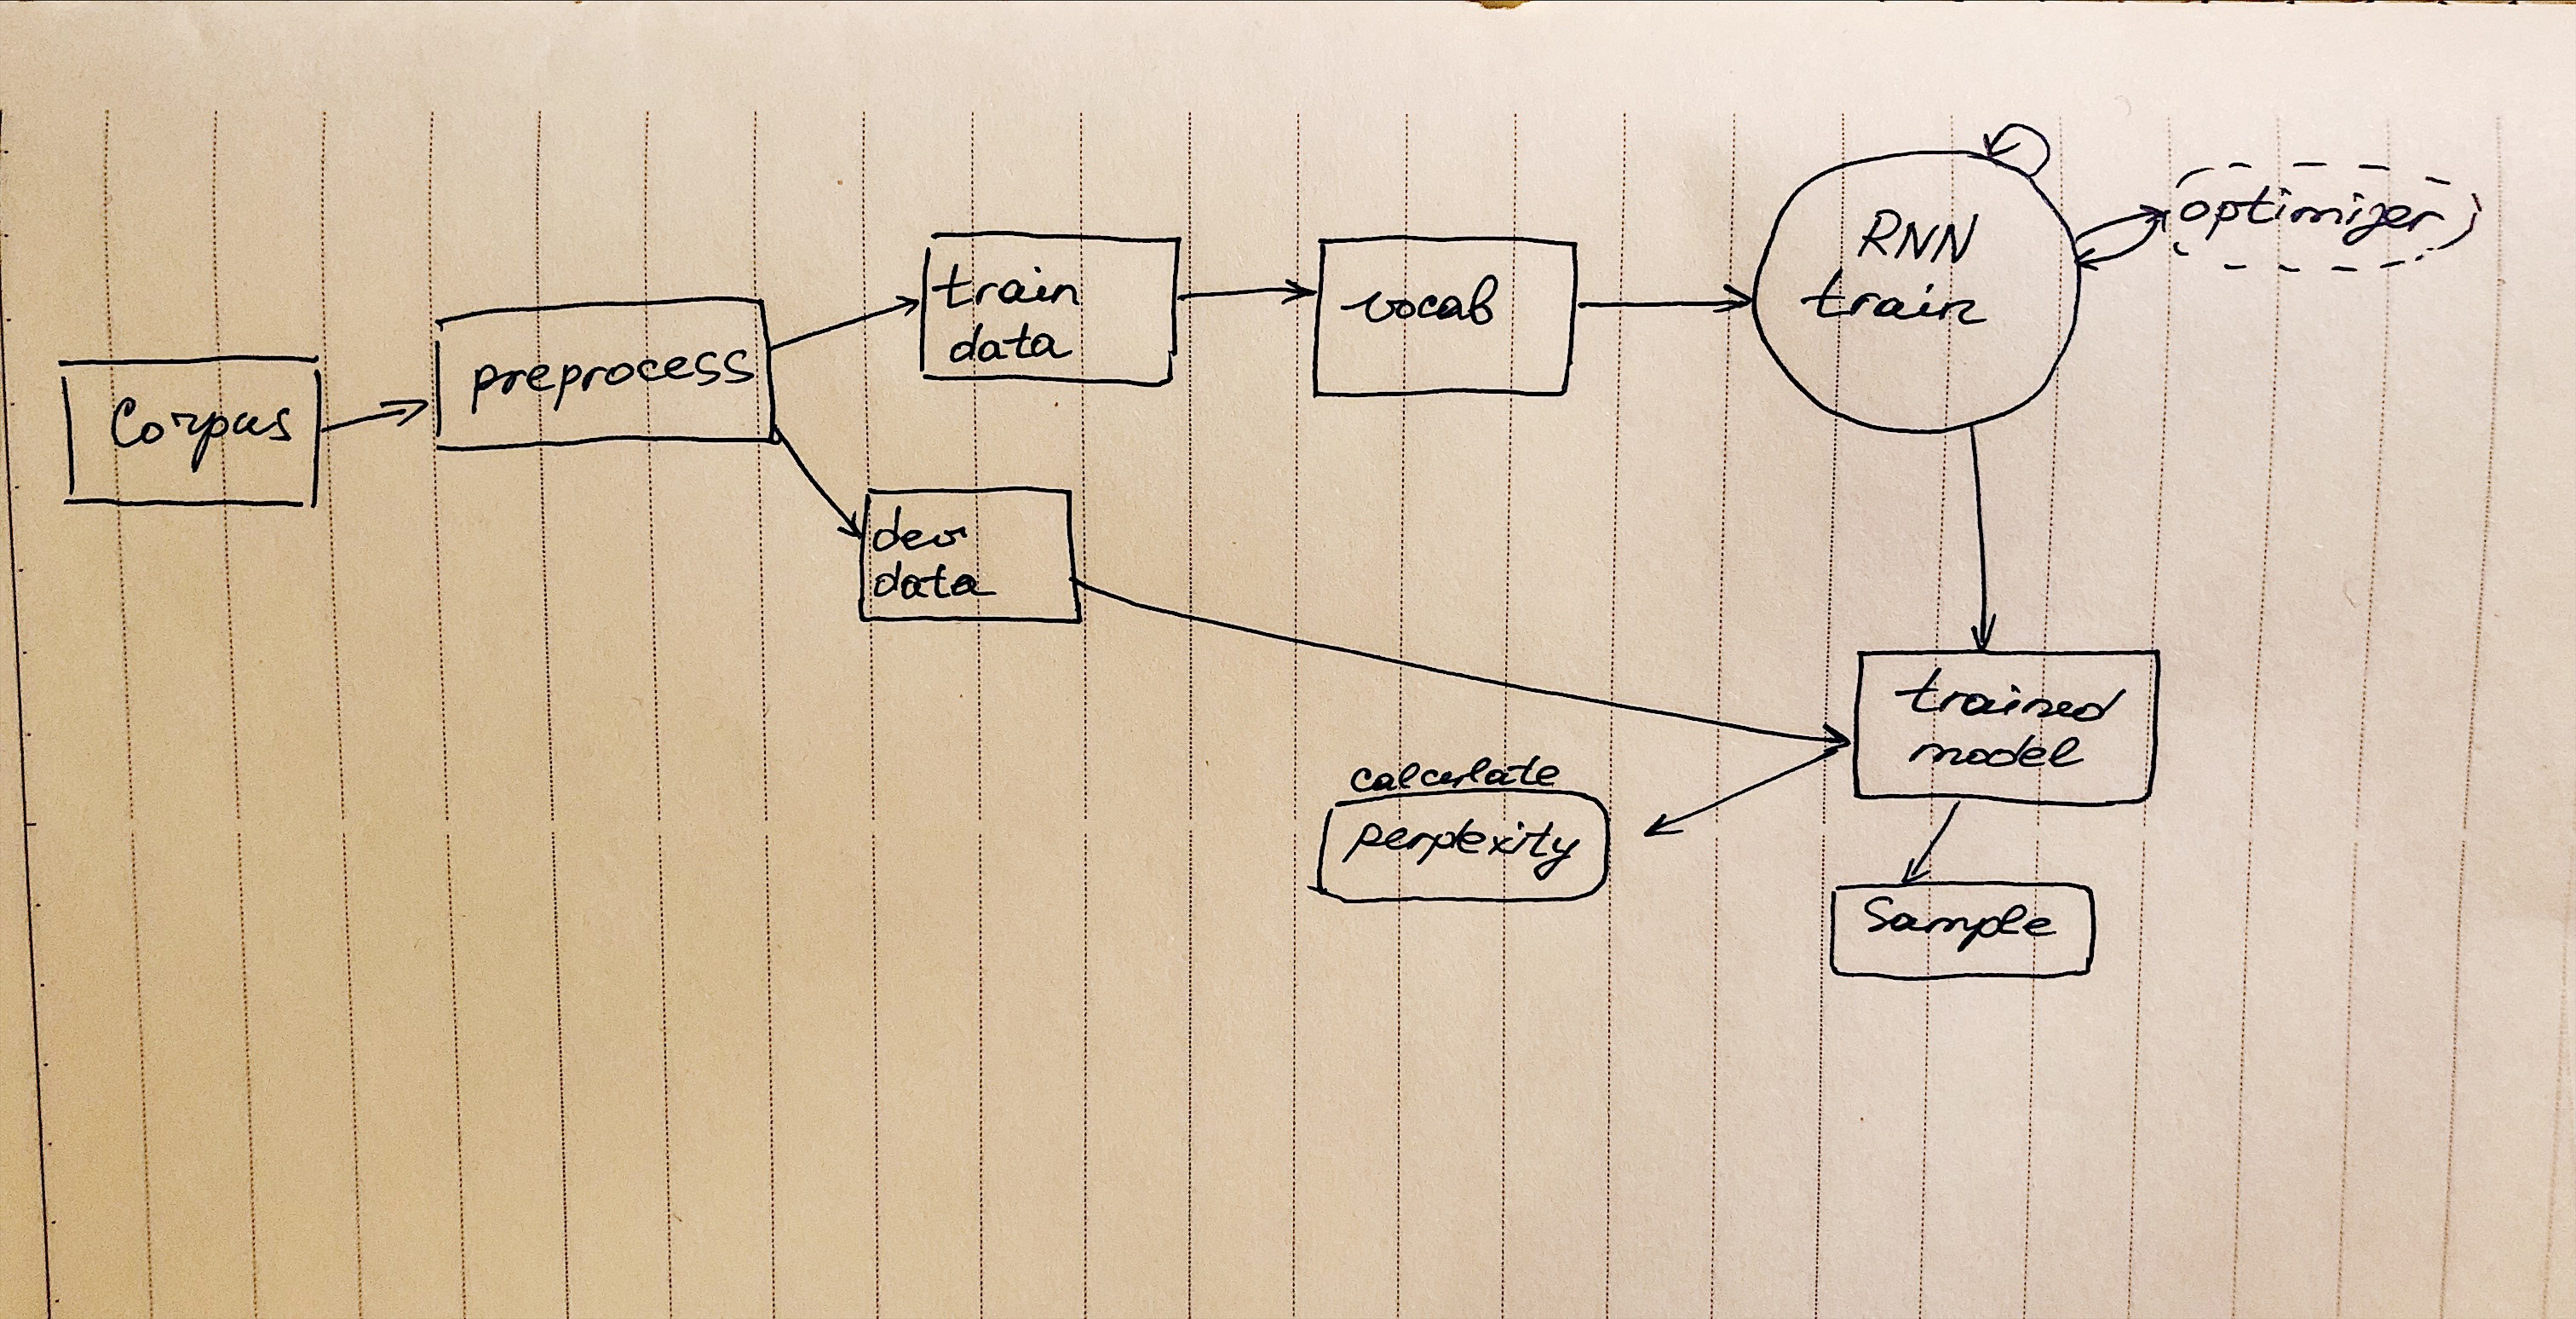 Corpus
preprocess
train
data
vocab
RNN
train
optimizer
dev
data
trained
model
calculate
perplexity
Sample